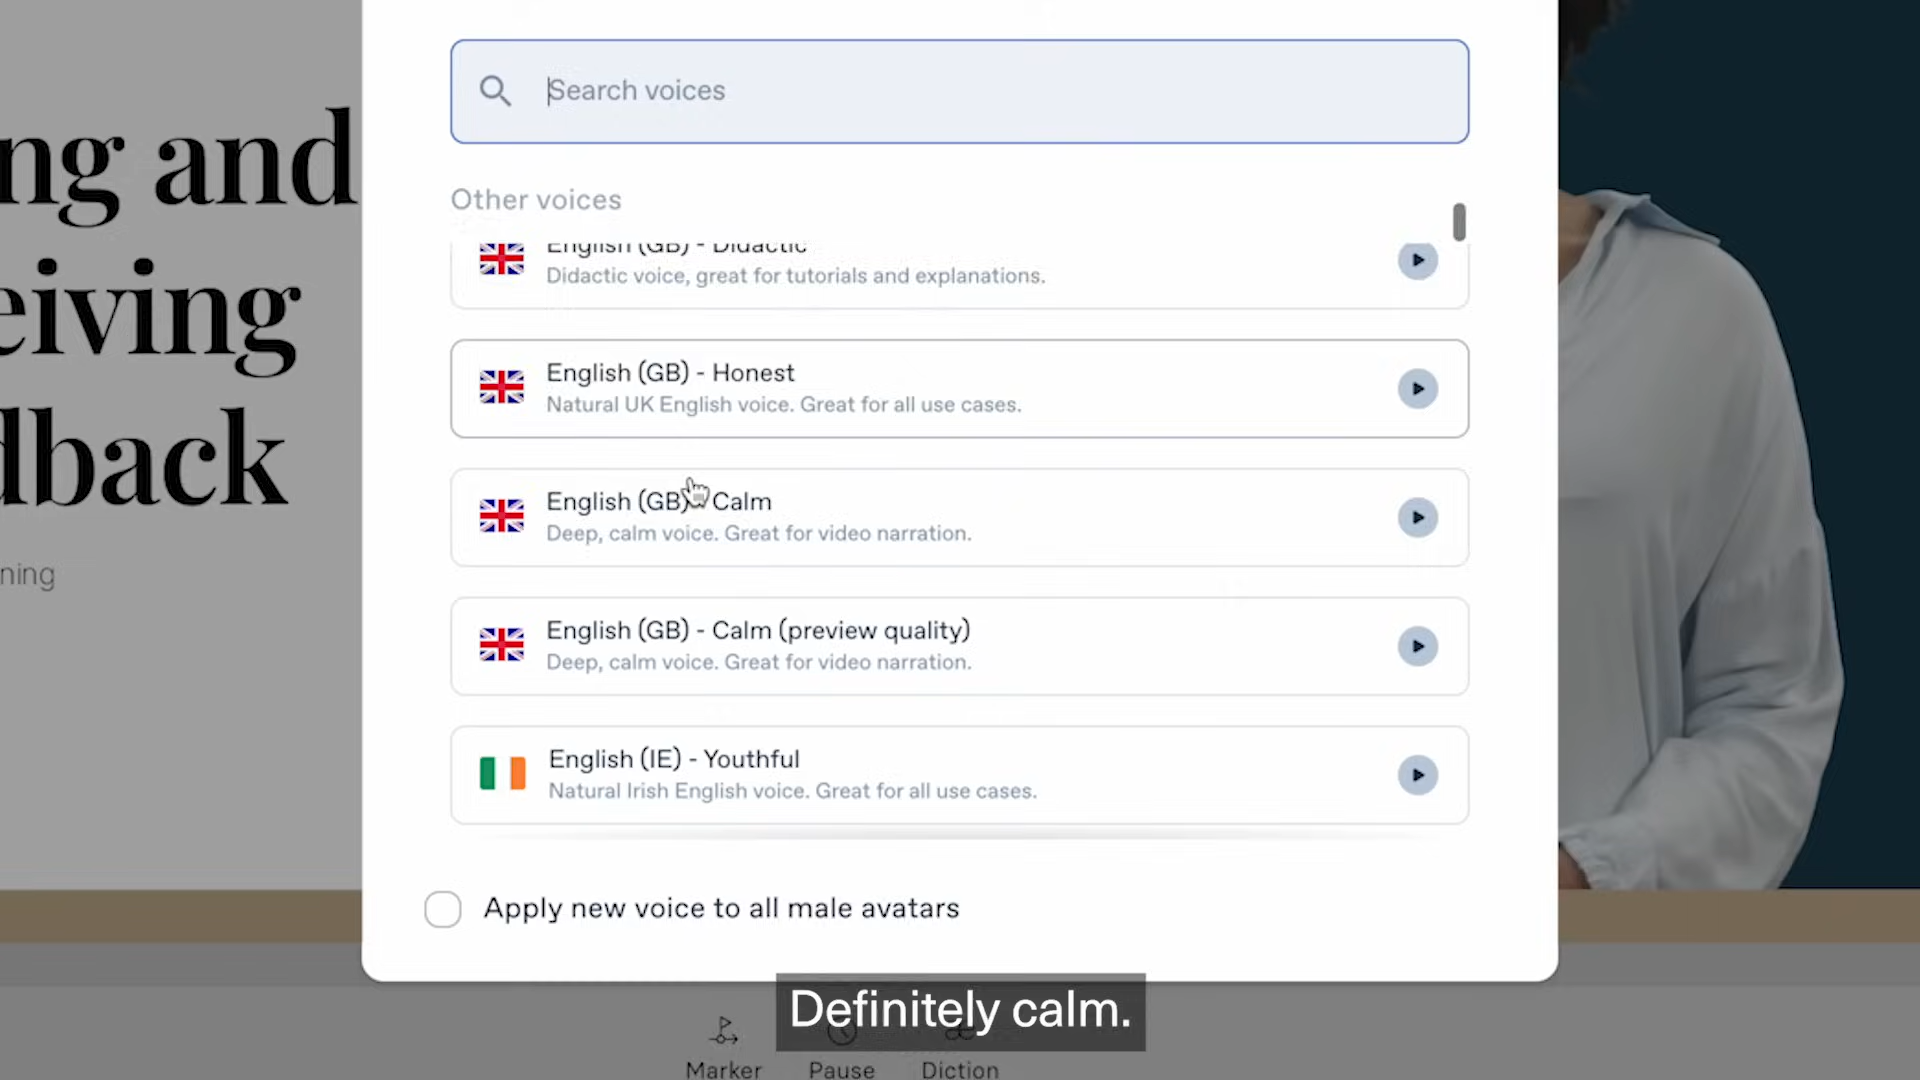 Search voices
Other voices
English (GB) - Didactic
Didactic voice, great for tutorials and explanations.
English (GB) - Honest
Natural UK English voice. Great for all use cases.
English (GB) - Calm
Deep, calm voice. Great for video narration.
English (GB) - Calm (preview quality)
Deep, calm voice. Great for video narration.
English (IE) - Youthful
Natural Irish English voice. Great for all use cases.
Apply new voice to all male avatars
ng and
eiving
dback
ning
Definitely calm.
Marker Pause Diction